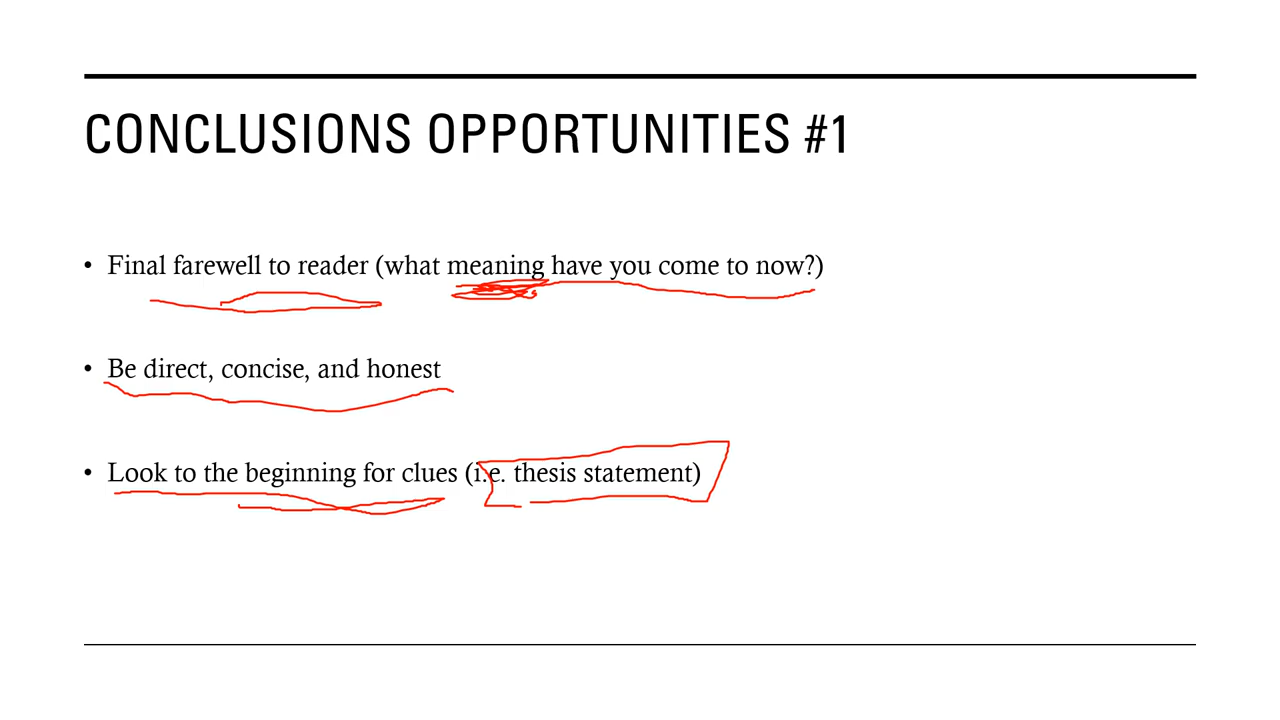 CONCLUSIONS OPPORTUNITIES #1
• Final farewell to reader (what meaning have you come to now?)
• Be direct, concise, and honest
• Look to the beginning for clues (i.e. thesis statement)